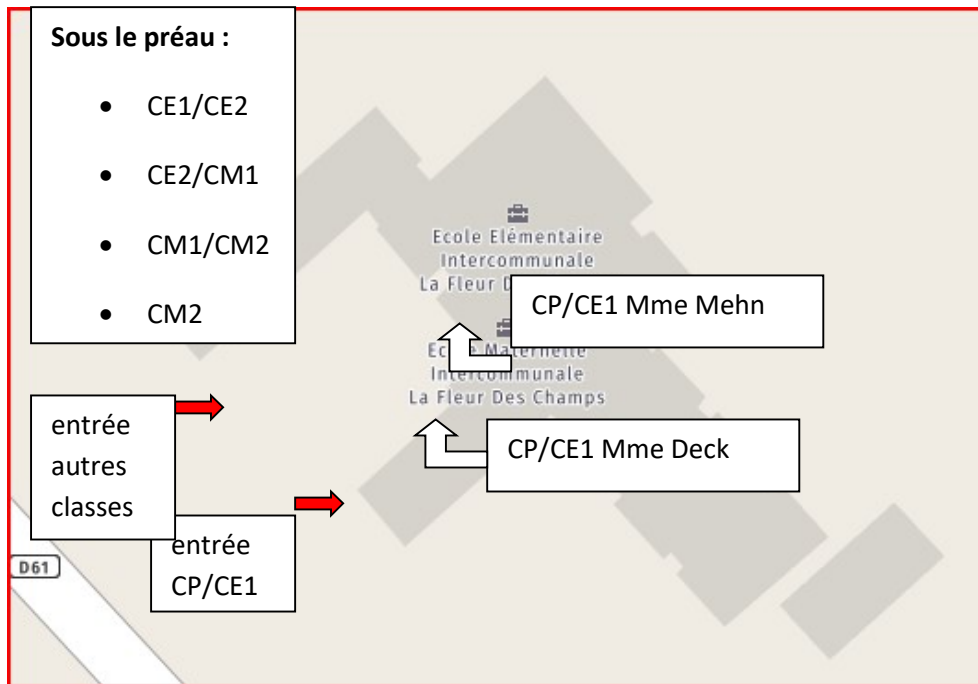 Sous le préau :
• CE1/CE2
• CE2/CM1
• CM1/CM2
• CM2
Ecole Elémentaire
Intercommunale
La Fleur
CP/CE1 Mme Mehn
Maternelle
Intercommunale
La Fleur Des Champs
CP/CE1 Mme Deck
entrée
autres
classes
entrée
CP/CE1
D61